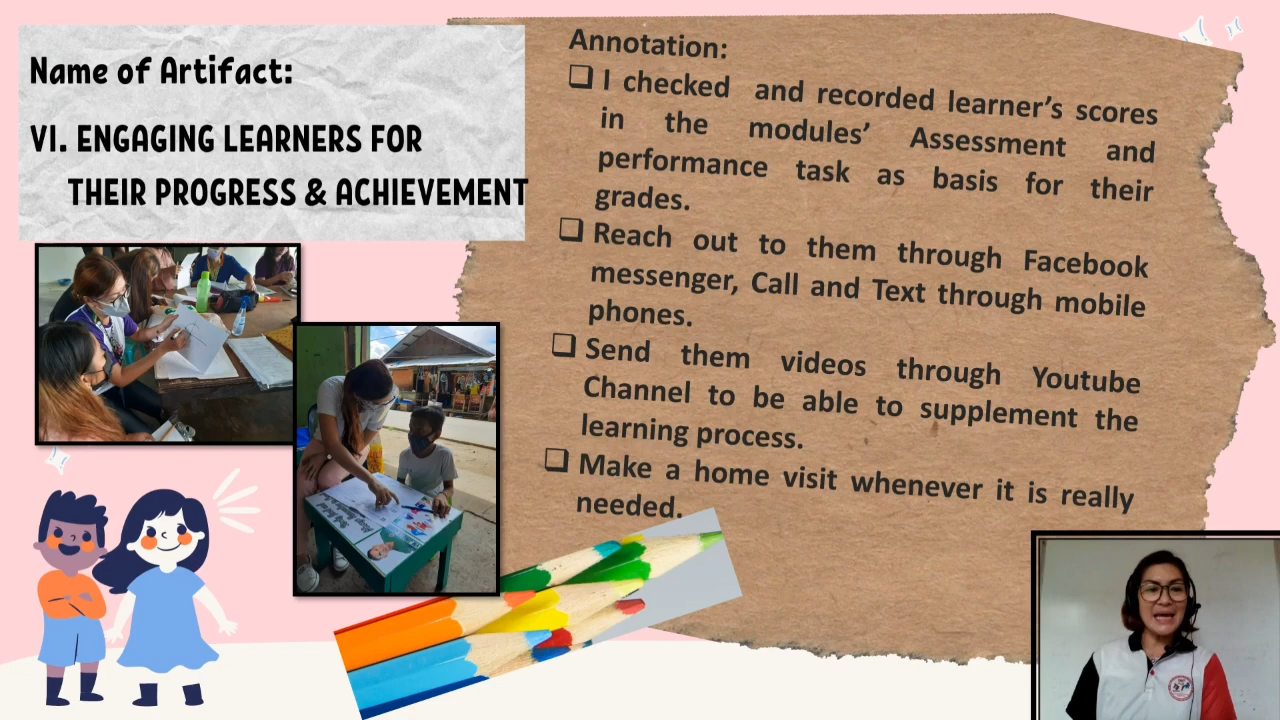 Name of Artifact:
VI. ENGAGING LEARNERS FOR
THEIR PROGRESS & ACHIEVEMENT
Annotation:
❑ I checked and recorded learner's scores
in the modules' Assessment and
performance task as basis for their
grades.
❑ Reach out to them through Facebook
messenger, Call and Text through mobile
phones.
❑ Send them videos through Youtube
Channel to be able to supplement the
learning process.
❑ Make a home visit whenever it is really
needed.